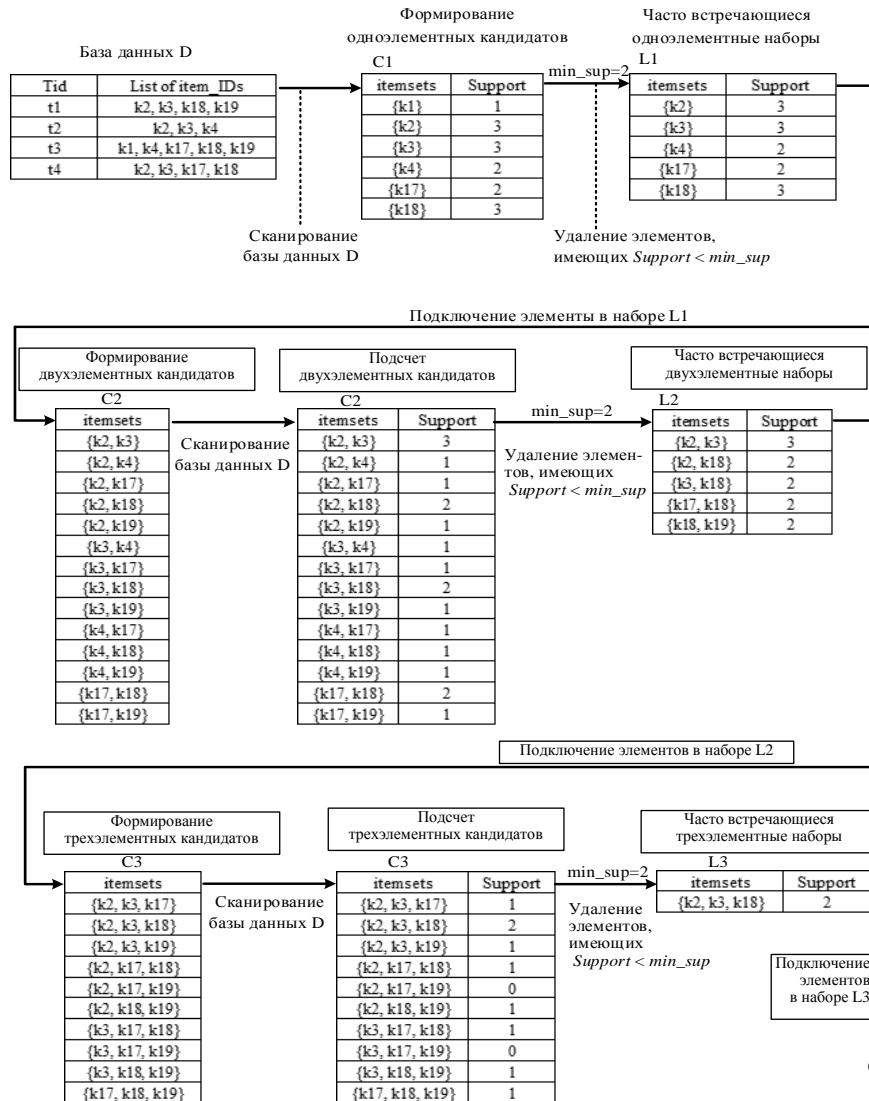 Формирование
одноэлементных кандидатов
Часто встречающиеся
одноэлементные наборы
База данных D
C1
min_sup=2
L1
Tid List of item_IDs
t1 k2, k3, k18, k19
t2 k2, k3, k4
t3 k1, k4, k17, k18, k19
t4 k2, k3, k17, k18
itemsets Support
{k1} 1
{k2} 3
{k3} 3
{k4} 2
{k17} 2
{k18} 3
itemsets Support
{k2} 3
{k3} 3
{k4} 2
{k17} 2
{k18} 3
Сканирование
базы данных D
Удаление элементов,
имеющих Support < min_sup
Подключение элементы в наборе L1
Формирование
двухэлементных кандидатов
Подсчет
двухэлементных кандидатов
Часто встречающиеся
двухэлементные наборы
C2
itemsets
{k2, k3}
{k2, k4}
{k2, k17}
{k2, k18}
{k2, k19}
{k3, k4}
{k3, k17}
{k3, k18}
{k3, k19}
{k4, k17}
{k4, k18}
{k4, k19}
{k17, k18}
{k17, k19}
Сканирование
базы данных D
C2
itemsets Support
{k2, k3} 3
{k2, k4} 1
{k2, k17} 1
{k2, k18} 2
{k2, k19} 1
{k3, k4} 1
{k3, k17} 1
{k3, k18} 2
{k3, k19} 1
{k4, k17} 1
{k4, k18} 1
{k4, k19} 1
{k17, k18} 2
{k17, k19} 1
min_sup=2
Удаление элемен-
тов, имеющих
Support < min_sup
L2
itemsets Support
{k2, k3} 3
{k2, k18} 2
{k3, k18} 2
{k17, k18} 2
{k18, k19} 2
Подключение элементов в наборе L2
Формирование
трехэлементных кандидатов
Подсчет
трехэлементных кандидатов
Часто встречающиеся
трехэлементные наборы
C3
itemsets
{k2, k3, k17}
{k2, k3, k18}
{k2, k3, k19}
{k2, k17, k18}
{k2, k17, k19}
{k2, k18, k19}
{k3, k17, k18}
{k3, k17, k19}
{k3, k18, k19}
{k17, k18, k19}
Сканирование
базы данных D
C3
itemsets Support
{k2, k3, k17} 1
{k2, k3, k18} 2
{k2, k3, k19} 1
{k2, k17, k18} 1
{k2, k17, k19} 0
{k2, k18, k19} 1
{k3, k17, k18} 1
{k3, k17, k19} 0
{k3, k18, k19} 1
{k17, k18, k19} 1
min_sup=2
Удаление
элементов,
имеющих
Support < min_sup
L3
itemsets Support
{k2, k3, k18} 2
Подключение
элементов
в наборе L3